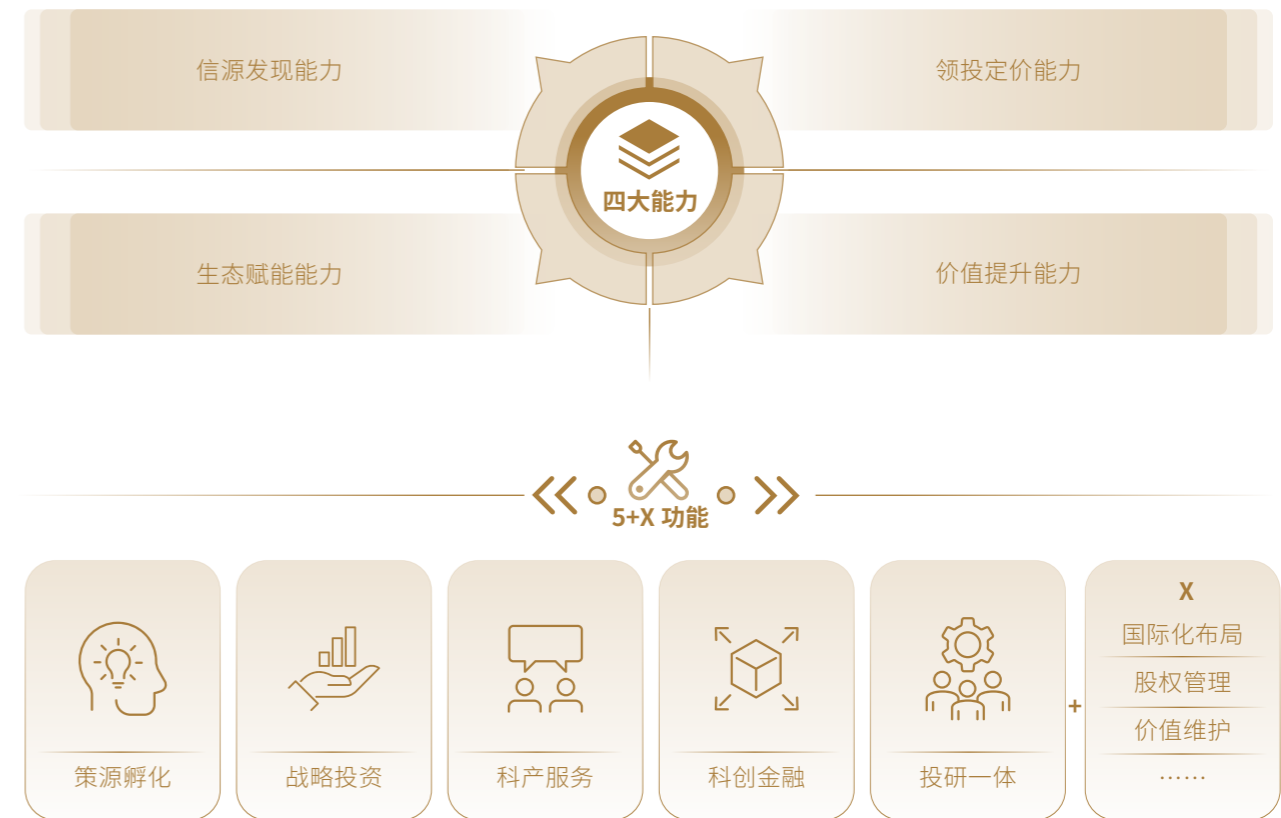 信源发现能力
领投定价能力
四大能力
生态赋能能力
价值提升能力
5+X 功能
策源孵化
战略投资
科产服务
科创金融
投研一体
+
X
国际化布局
股权管理
价值维护
……